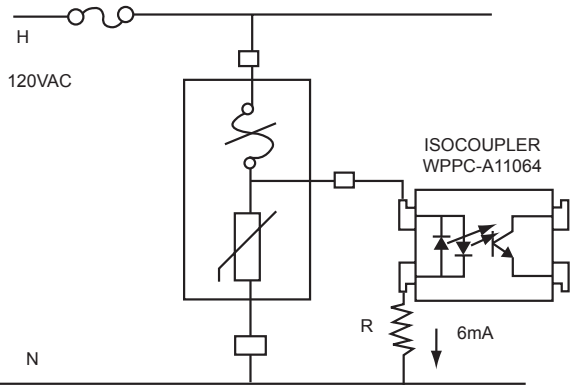 H
120VAC
ISOCOUPLER
WPPC-A11064
R
6mA
N